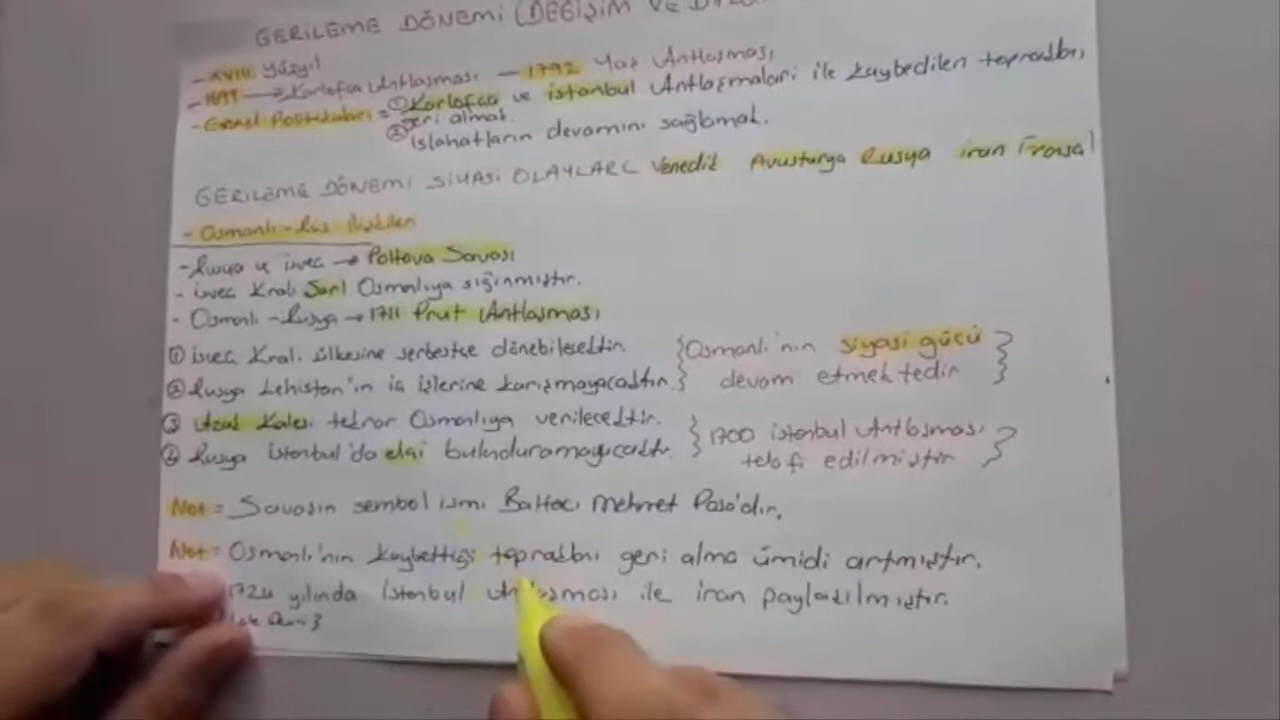 GERİLEME DÖNEMİ (DEĞİŞİM VE
- XVIII. Yüzyıl
- 1699 → Karlofça Antlaşması - 1792 Yaş Antlaşması
- Genel Politikaları = ① Karlofça ve İstanbul Antlaşmaları ile kaybedilen toprakları
geri almak.
② Islahatların devamını sağlamak.
GERİLEME DÖNEMİ SİYASİ OLAYLARI Venedik Avusturya Rusya İran Fransa
- Osmanlı - Rus İlişkileri
- Rusya ve İsveç → Poltova Savaşı
- İsveç Kralı Şarl Osmanlıya sığınmıştır.
- Osmanlı - Rusya → 1711 Prut Antlaşması
① İsveç Kralı ülkesine serbestçe dönebilecektir. } Osmanlı'nın siyasi gücü }
② Rusya Lehistan'ın iç işlerine karışmayacaktır. } devam etmektedir }
③ Azak Kalesi tekrar Osmanlıya verilecektir. } 1700 İstanbul Antlaşması
④ Rusya İstanbul'da elçi bulunduramayacaktır. } telafi edilmiştir }
Not = Savaşın sembol ismi Baltacı Mehmet Paşa'dır.
Not = Osmanlı'nın kaybettiği toprakları geri alma ümidi artmıştır.
1724 yılında İstanbul Antlaşması ile İran paylaşılmıştır.